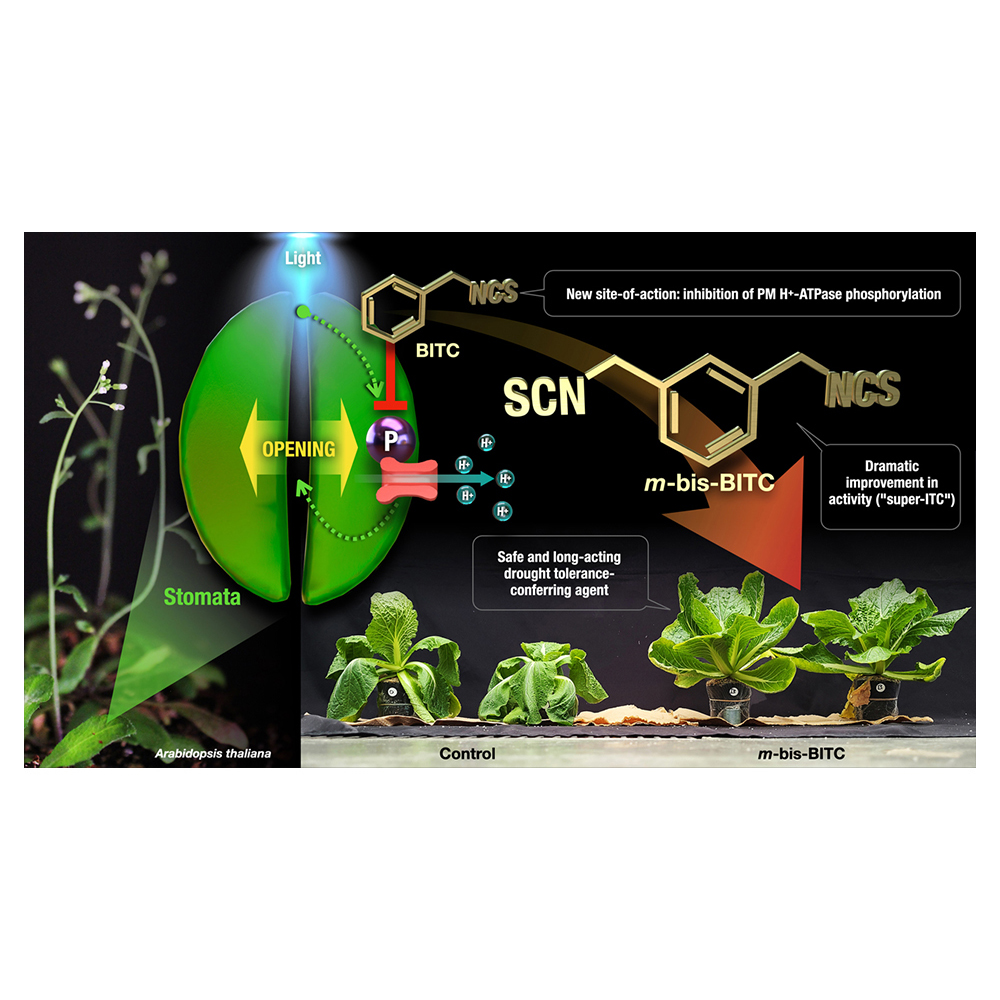 Light
NCS
New site-of-action: inhibition of PM H⁺-ATPase phosphorylation
BITC
SCN
NCS
OPENING
P
H⁺
H⁺
H⁺
H⁺
H⁺
m-bis-BITC
Dramatic
improvement in
activity ("super-ITC")
Safe and long-acting
drought tolerance-
conferring agent
Stomata
Arabidopsis thaliana
Control
m-bis-BITC